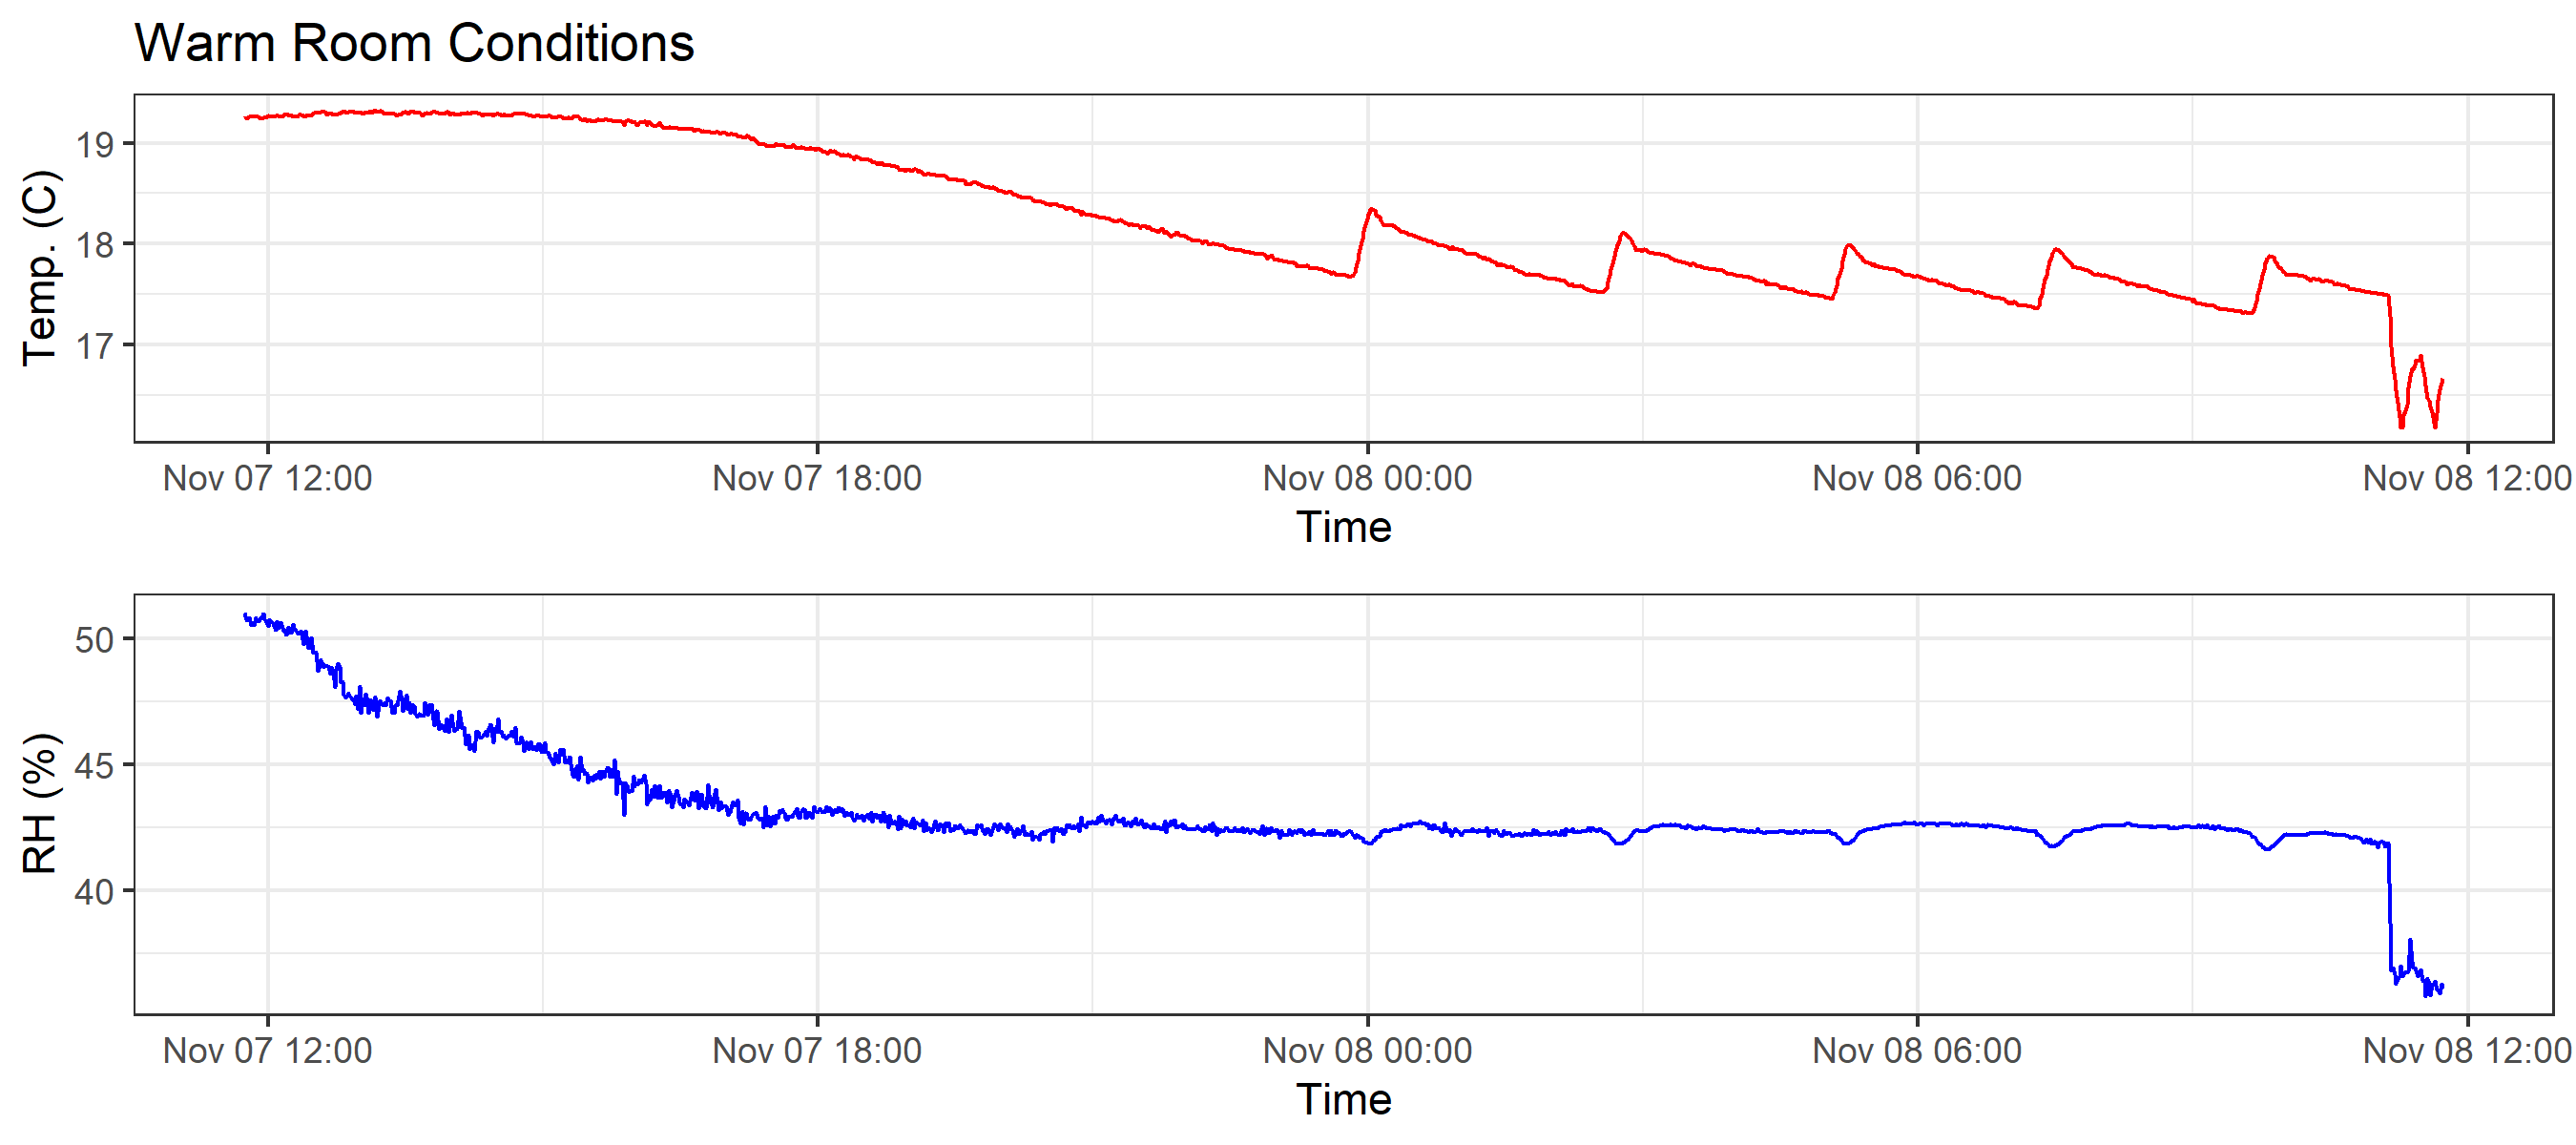 Warm Room Conditions
Temp. (C)
19
18
17
Nov 07 12:00 Nov 07 18:00 Nov 08 00:00 Nov 08 06:00 Nov 08 12:00
Time
RH (%)
50
45
40
Nov 07 12:00 Nov 07 18:00 Nov 08 00:00 Nov 08 06:00 Nov 08 12:00
Time